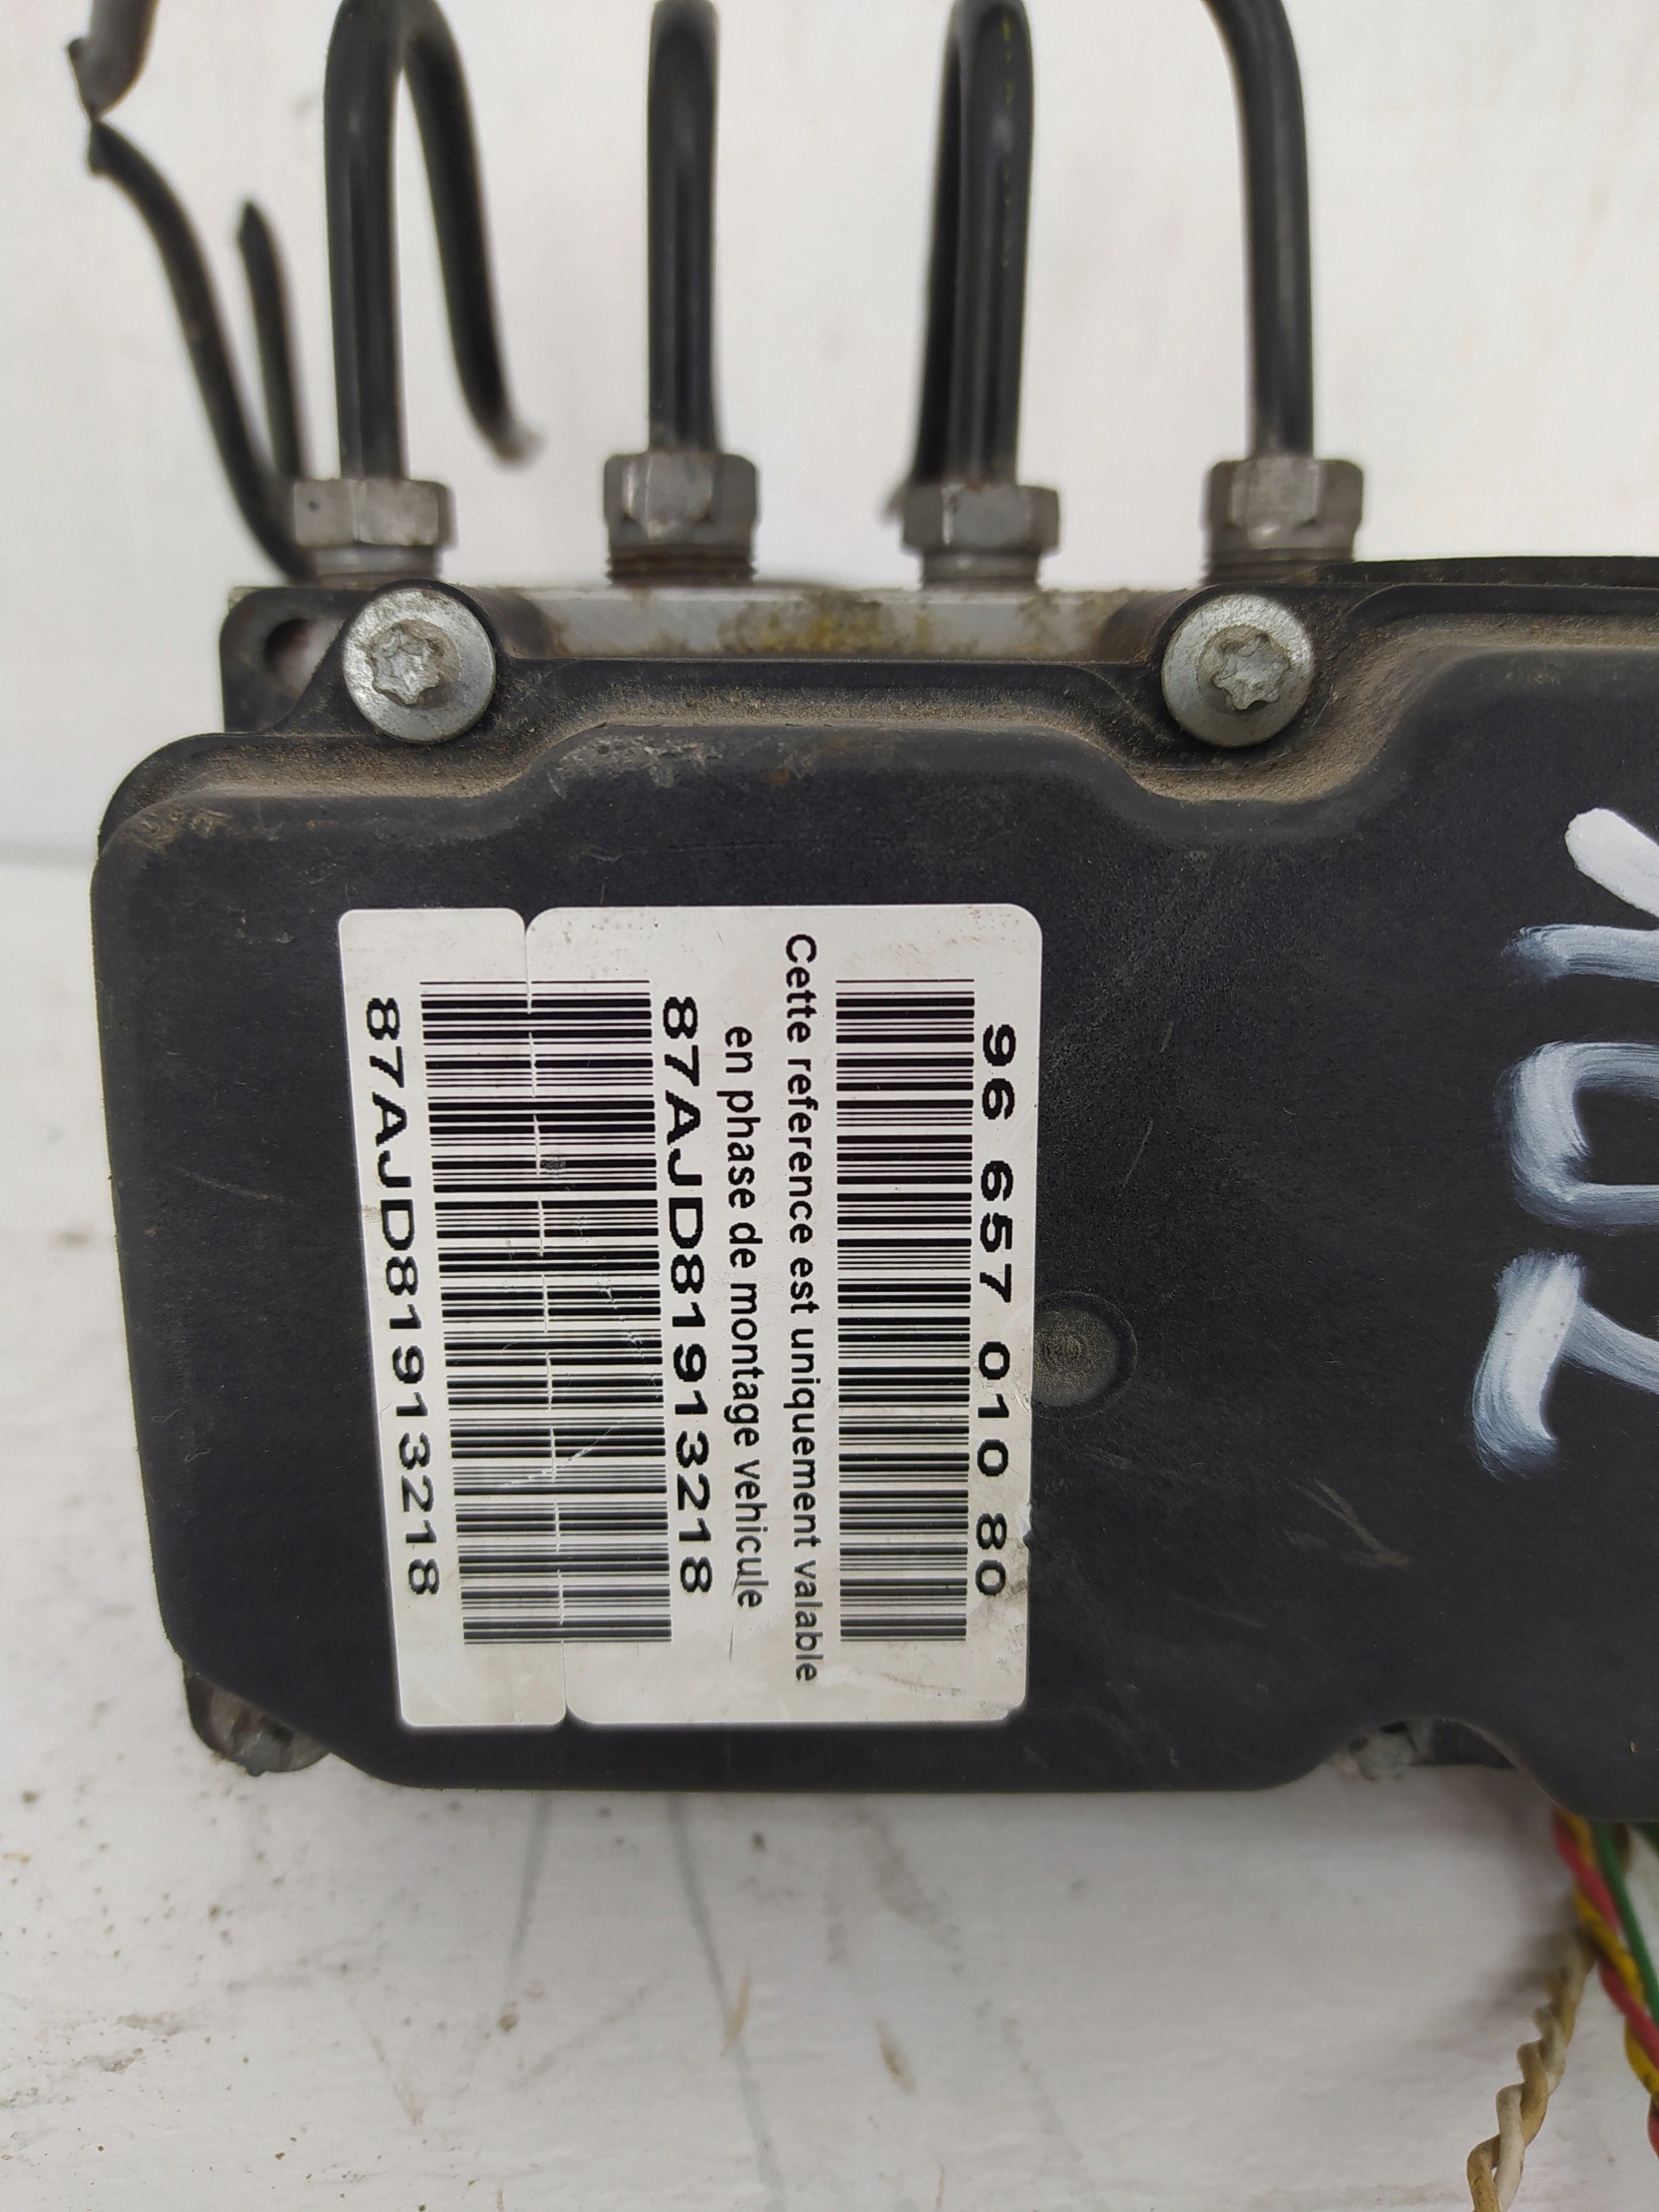 96 657 010 80
Cette reference est uniquement valable
en phase de montage vehicule
87AJD81913218
87AJD81913218